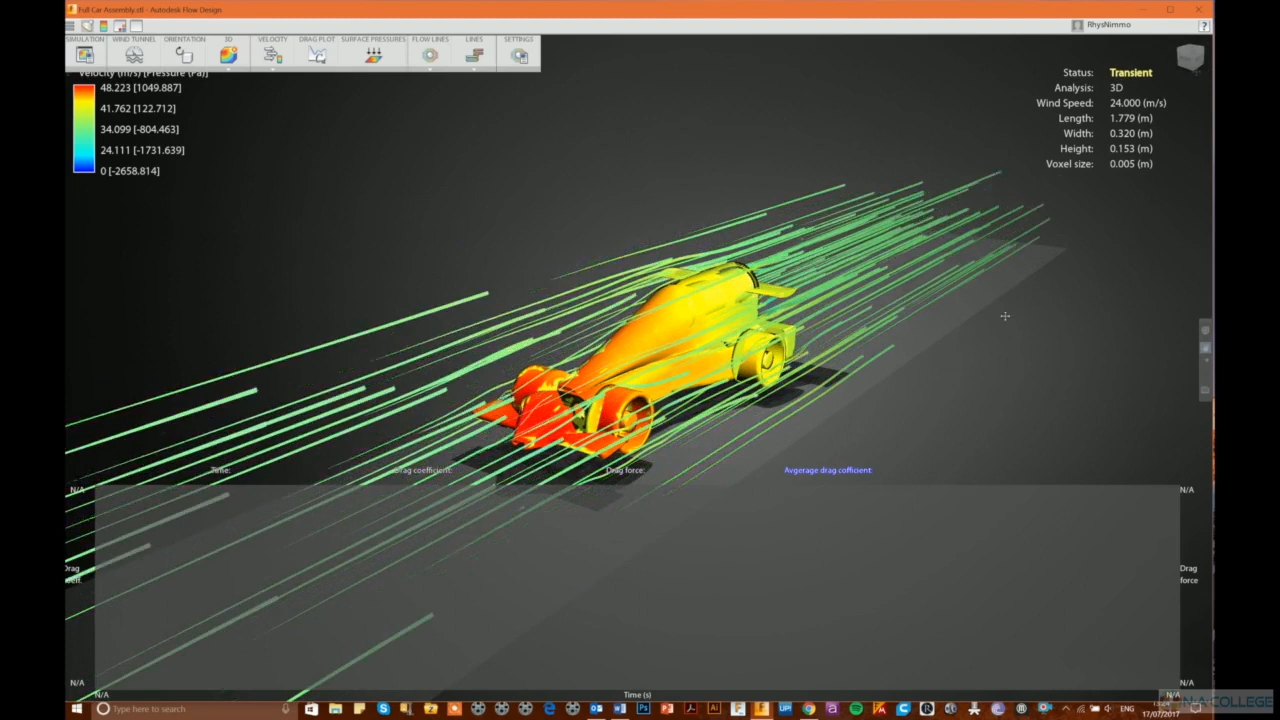 Full Car Assembly.stl - Autodesk Flow Design
RhysNimmo
?
SIMULATION WIND TUNNEL ORIENTATION 3D VELOCITY DRAG PLOT SURFACE PRESSURES FLOW LINES LINES SETTINGS
Velocity (m/s) [Pressure (Pa)]
48.223 [1049.887]
41.762 [122.712]
34.099 [-804.463]
24.111 [-1731.639]
0 [-2658.814]
Status: Transient
Analysis: 3D
Wind Speed: 24.000 (m/s)
Length: 1.779 (m)
Width: 0.320 (m)
Height: 0.153 (m)
Voxel size: 0.005 (m)
Time: Drag coefficient: Drag force: Avgerage drag cofficient
N/A N/A
Drag Drag
force
N/A N/A
N/A Time (s) N/A
Type here to search
ENG
13:24
17/07/2017